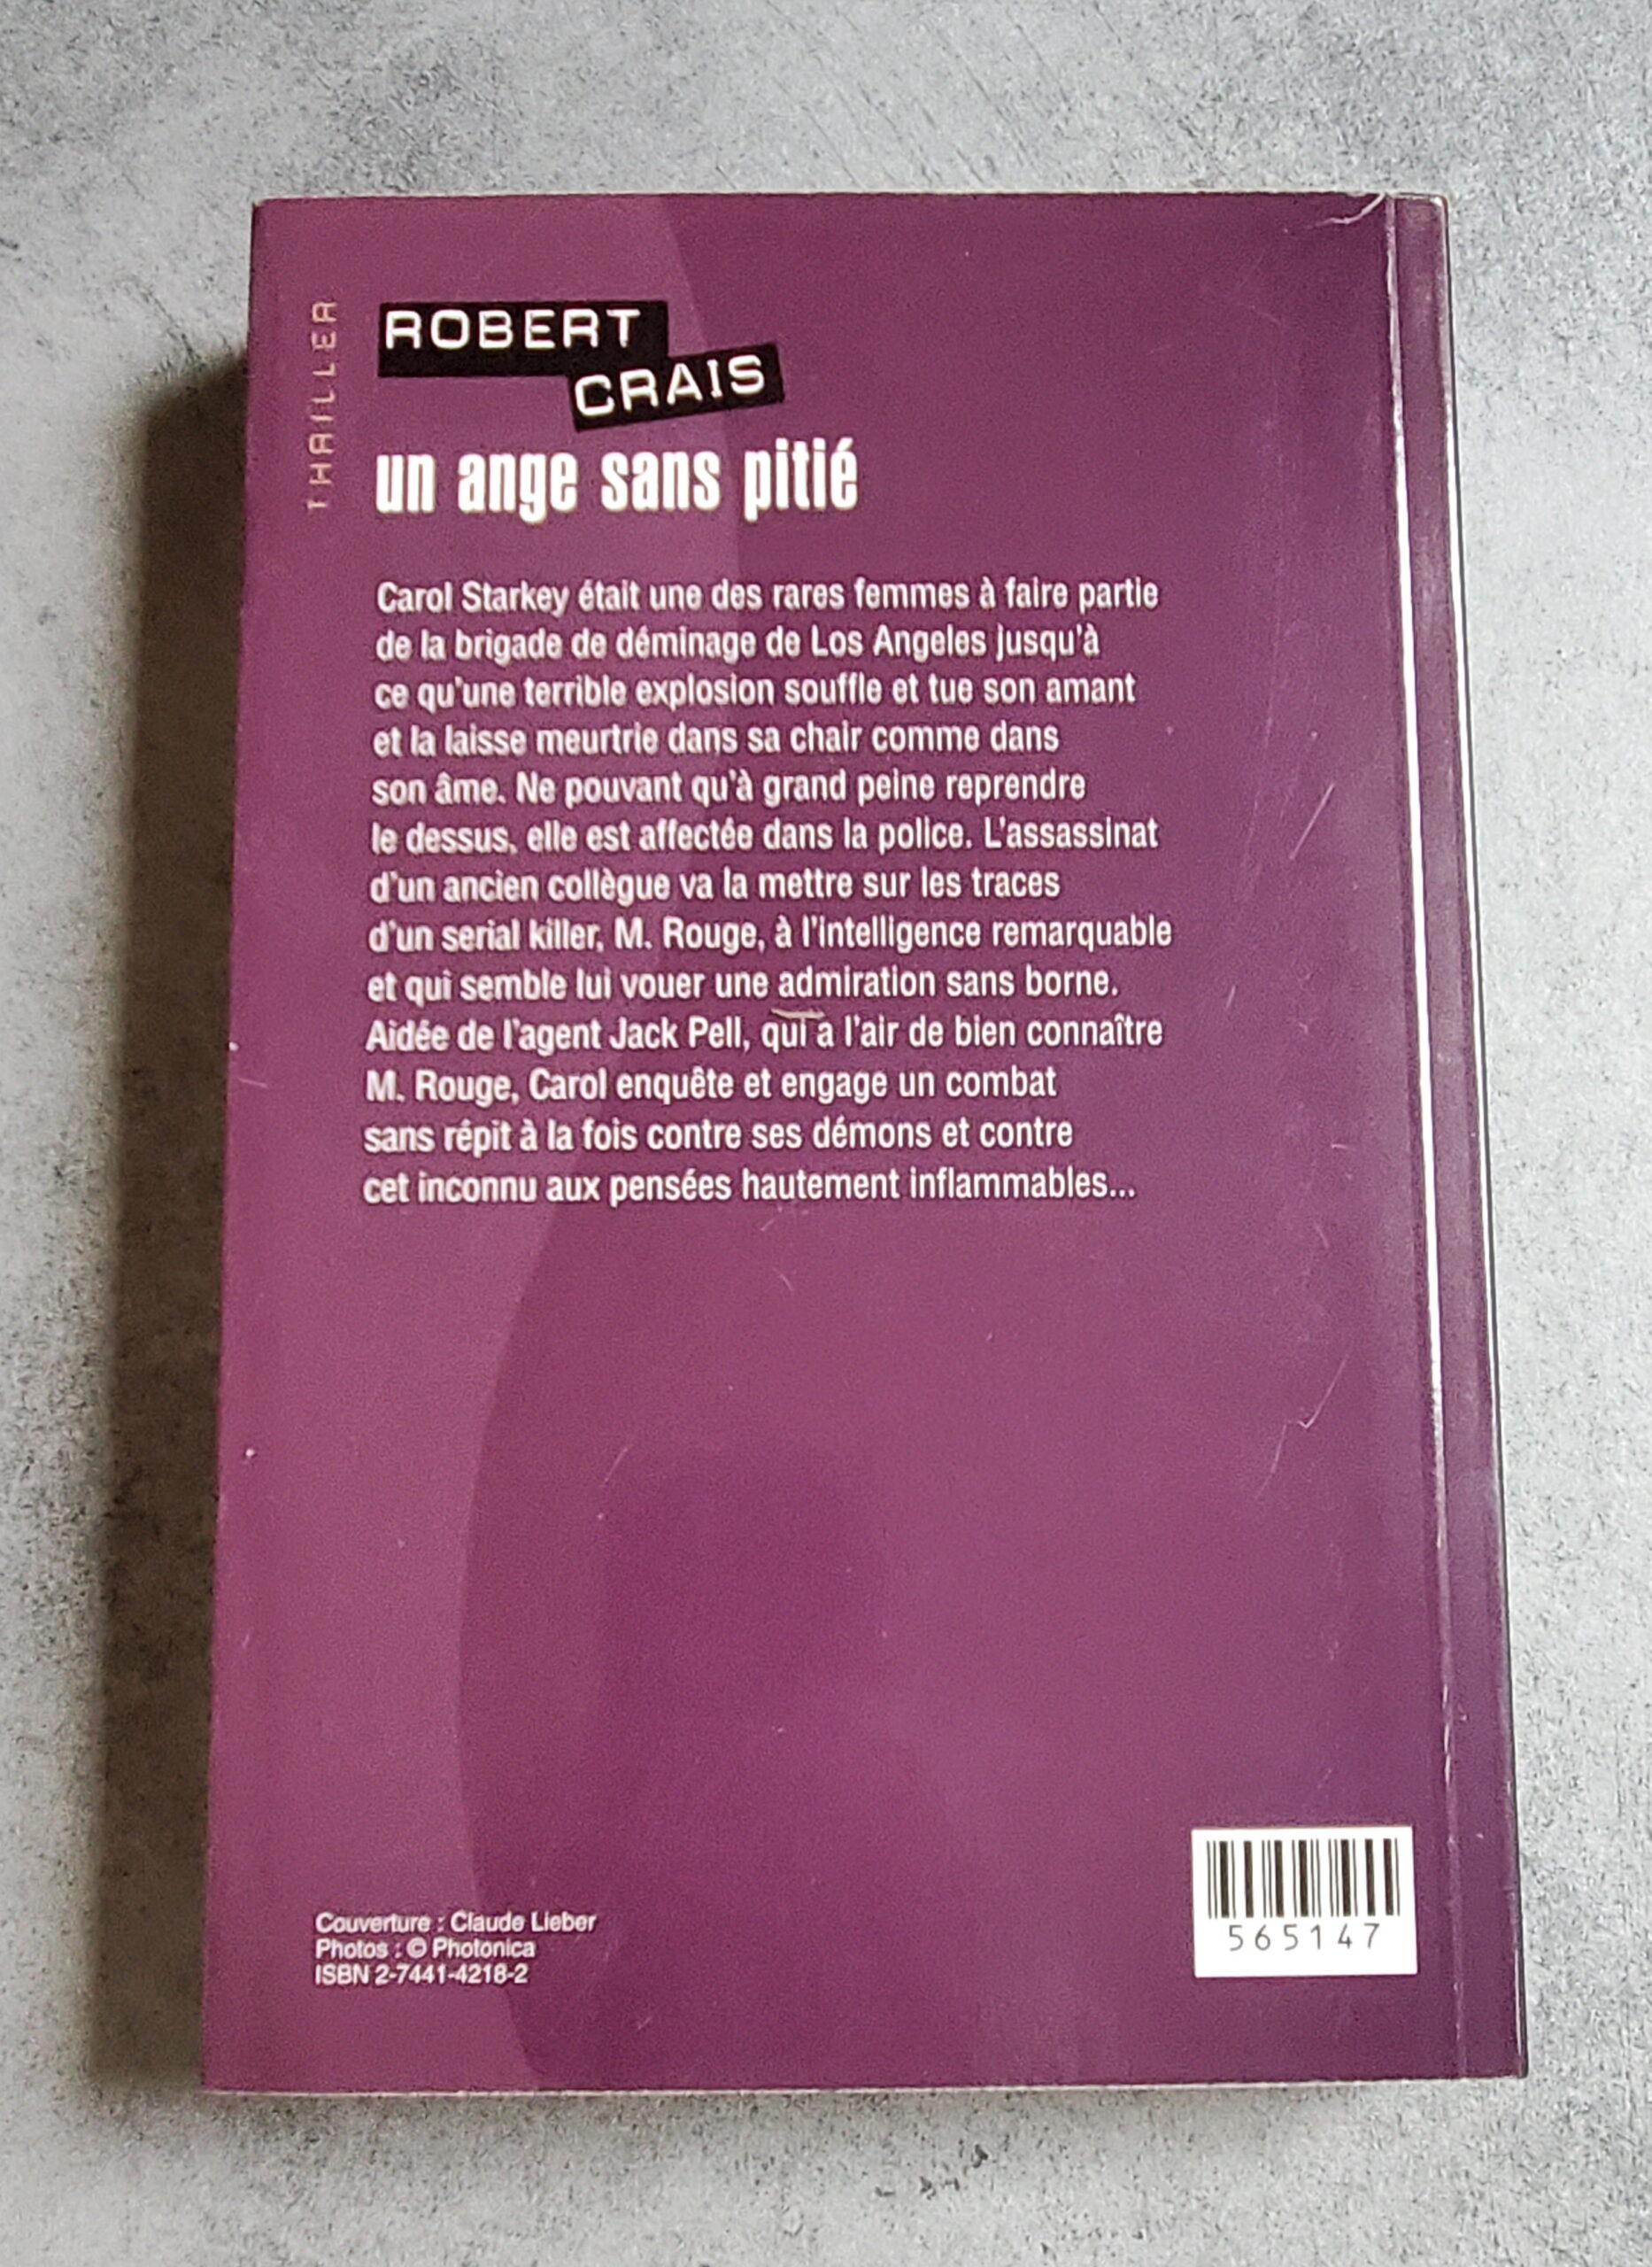 THRILLER
ROBERT
CRAIS
un ange sans pitié
Carol Starkey était une des rares femmes à faire partie
de la brigade de déminage de Los Angeles jusqu'à
ce qu'une terrible explosion souffle et tue son amant
et la laisse meurtrie dans sa chair comme dans
son âme. Ne pouvant qu'à grand peine reprendre
le dessus, elle est affectée dans la police. L'assassinat
d'un ancien collègue va la mettre sur les traces
d'un serial killer, M. Rouge, à l'intelligence remarquable
et qui semble lui vouer une admiration sans borne.
Aidée de l'agent Jack Pell, qui a l'air de bien connaître
M. Rouge, Carol enquête et engage un combat
sans répit à la fois contre ses démons et contre
cet inconnu aux pensées hautement inflammables...
Couverture : Claude Lieber
Photos : © Photonica
ISBN 2-7441-4218-2
565147